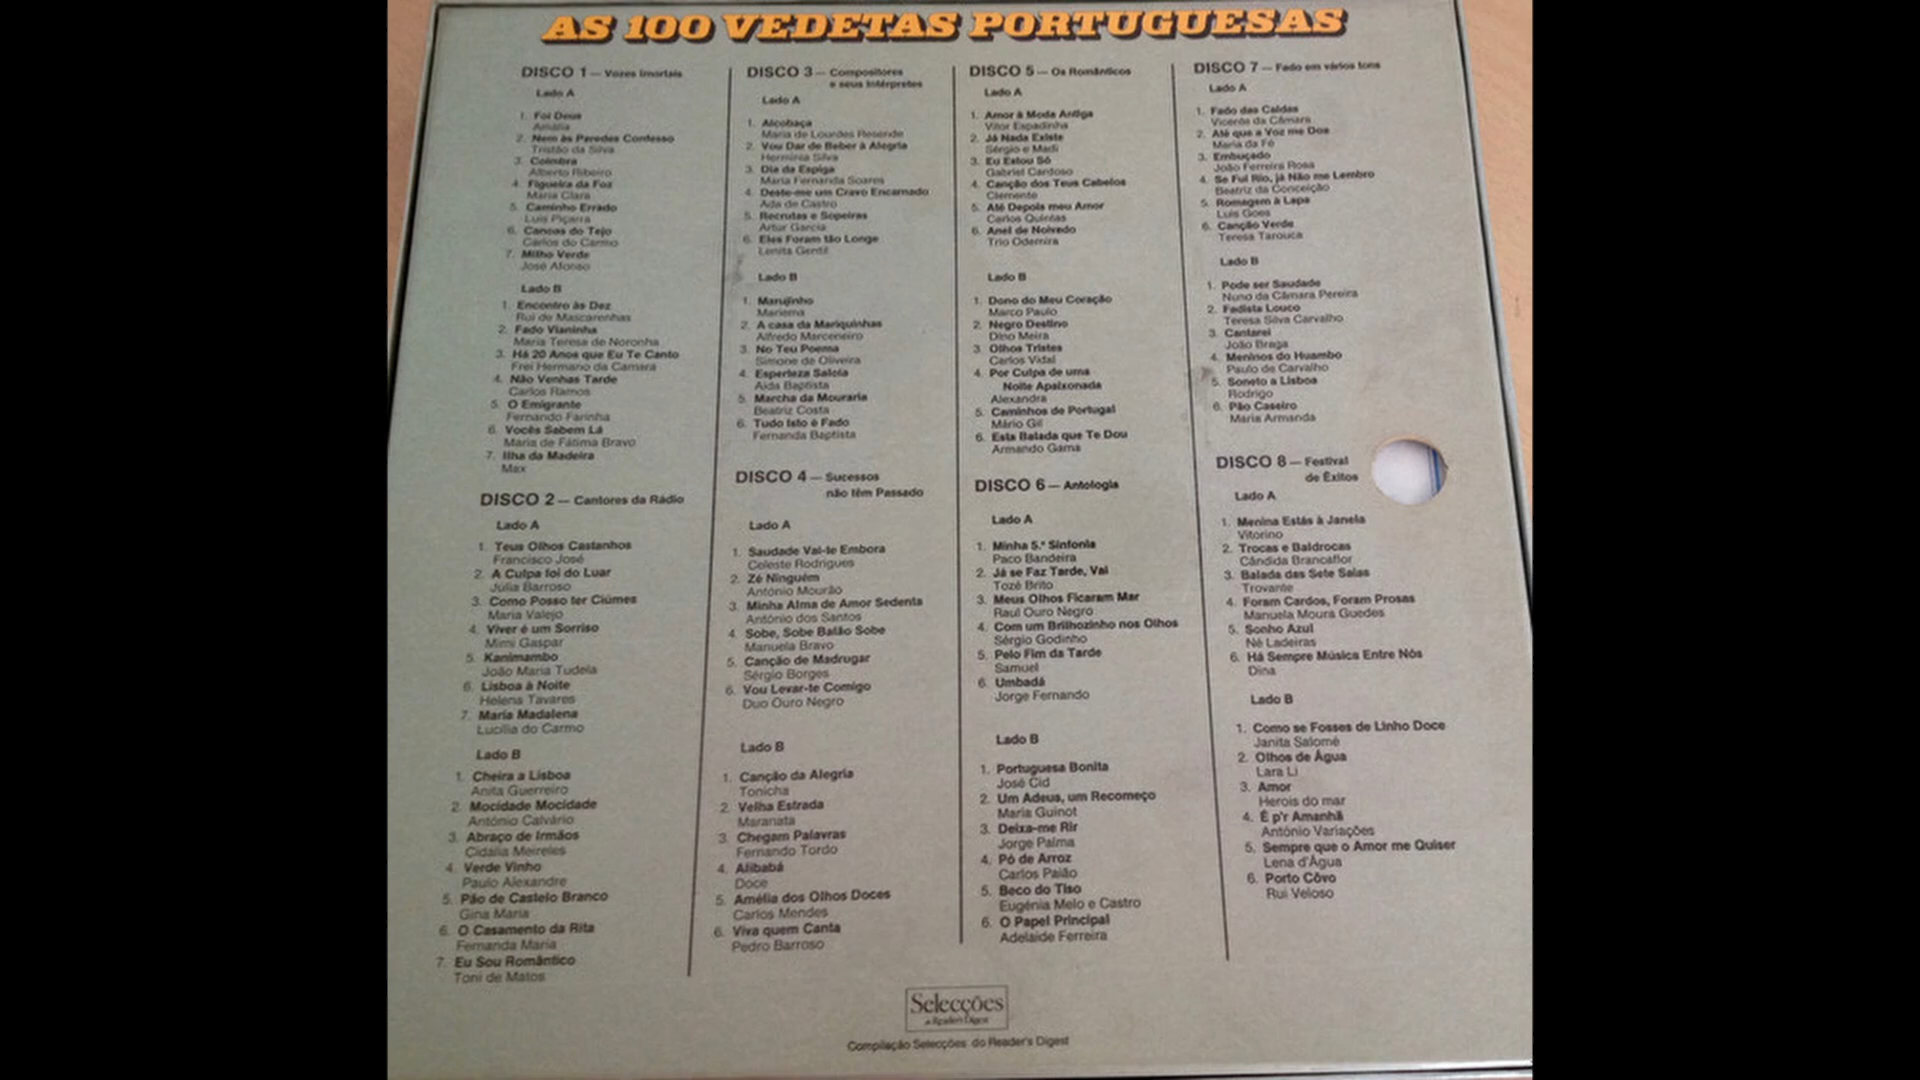 AS 100 VEDETAS PORTUGUESAS
DISCO 1 — Vozes Imortais
Lado A
1. Foi Deus
Amália
2. Nem às Paredes Confesso
Tristão da Silva
3. Coimbra
Alberto Ribeiro
4. Figueira da Foz
Maria Clara
5. Caminho Errado
Luís Piçarra
6. Canoas do Tejo
Carlos do Carmo
7. Milho Verde
José Afonso
Lado B
1. Encontro às Dez
Rui de Mascarenhas
2. Fado Vianinha
Maria Teresa de Noronha
3. Há 20 Anos que Eu Te Canto
Frei Hermano da Câmara
4. Não Venhas Tarde
Carlos Ramos
5. O Emigrante
Fernando Farinha
6. Vocês Sabem Lá
Maria de Fátima Bravo
7. Ilha da Madeira
Max
DISCO 2 — Cantores da Rádio
Lado A
1. Teus Olhos Castanhos
Francisco José
2. A Culpa foi do Luar
Júlia Barroso
3. Como Posso ter Ciúmes
Maria Valejo
4. Viver é um Sorriso
Mimi Gaspar
5. Kanimambo
João Maria Tudela
6. Lisboa à Noite
Helena Tavares
7. Maria Madalena
Lucília do Carmo
Lado B
1. Cheira a Lisboa
Anita Guerreiro
2. Mocidade Mocidade
António Calvário
3. Abraço de Irmãos
Cidália Meireles
4. Verde Vinho
Paulo Alexandre
5. Pão de Castelo Branco
Gina Maria
6. O Casamento da Rita
Fernanda Maria
7. Eu Sou Romântico
Toni de Matos
DISCO 3 — Compositores
e seus Intérpretes
Lado A
1. Alcobaça
Maria de Lourdes Resende
2. Vou Dar de Beber à Alegria
Hermínia Silva
3. Dia da Espiga
Maria Fernanda Soares
4. Deste-me um Cravo Encarnado
Ada de Castro
5. Recrutas e Sopeiras
Artur Garcia
6. Eles Foram tão Longe
Lenita Gentil
Lado B
1. Marujinho
Mariema
2. A casa da Mariquinhas
Alfredo Marceneiro
3. No Teu Poema
Simone de Oliveira
4. Esperteza Saloia
Aida Baptista
5. Marcha da Mouraria
Beatriz Costa
6. Tudo Isto é Fado
Fernanda Baptista
DISCO 4 — Sucessos
não têm Passado
Lado A
1. Saudade Vai-te Embora
Celeste Rodrigues
2. Zé Ninguém
António Mourão
3. Minha Alma de Amor Sedenta
António dos Santos
4. Sobe, Sobe Balão Sobe
Manuela Bravo
5. Canção de Madrugar
Sérgio Borges
6. Vou Levar-te Comigo
Duo Ouro Negro
Lado B
1. Canção da Alegria
Tonicha
2. Velha Estrada
Maranata
3. Chegam Palavras
Fernando Tordo
4. Alibabá
Doce
5. Amélia dos Olhos Doces
Carlos Mendes
6. Viva quem Canta
Pedro Barroso
DISCO 5 — Os Românticos
Lado A
1. Amor à Moda Antiga
Vítor Espadinha
2. Já Nada Existe
Sérgio e Madi
3. Eu Estou Só
Gabriel Cardoso
4. Canção dos Teus Cabelos
Clemente
5. Até Depois meu Amor
Carlos Quintas
6. Anel de Noivado
Trio Odemira
Lado B
1. Dono do Meu Coração
Marco Paulo
2. Negro Destino
Dino Meira
3. Olhos Tristes
Carlos Vidal
4. Por Culpa de uma
Noite Apaixonada
Alexandra
5. Caminhos de Portugal
Mário Gil
6. Esta Balada que Te Dou
Armando Gama
DISCO 6 — Antologia
Lado A
1. Minha 5.ª Sinfonia
Paco Bandeira
2. Já se Faz Tarde, Vai
Tozé Brito
3. Meus Olhos Ficaram Mar
Raul Ouro Negro
4. Com um Brilhozinho nos Olhos
Sérgio Godinho
5. Pelo Fim da Tarde
Samuel
6. Umbadá
Jorge Fernando
Lado B
1. Portuguesa Bonita
José Cid
2. Um Adeus, um Recomeço
Maria Guinot
3. Deixa-me Rir
Jorge Palma
4. Pó de Arroz
Carlos Paião
5. Beco do Tiso
Eugénia Melo e Castro
6. O Papel Principal
Adelaide Ferreira
DISCO 7 — Fado em vários tons
Lado A
1. Fado das Caldas
Vicente da Câmara
2. Até que a Voz me Doa
Maria da Fé
3. Embuçado
João Ferreira Rosa
4. Se Fui Rio, já Não me Lembro
Beatriz da Conceição
5. Romagem à Lapa
Luís Goes
6. Canção Verde
Teresa Tarouca
Lado B
1. Pode ser Saudade
Nuno da Câmara Pereira
2. Fadista Louco
Teresa Silva Carvalho
3. Cantarei
João Braga
4. Meninos do Huambo
Paulo de Carvalho
5. Soneto a Lisboa
Rodrigo
6. Pão Caseiro
Maria Armanda
DISCO 8 — Festival
de Êxitos
Lado A
1. Menina Estás à Janela
Vitorino
2. Trocas e Baldrocas
Cândida Brancaflor
3. Balada das Sete Saias
Trovante
4. Foram Cardos, Foram Prosas
Manuela Moura Guedes
5. Sonho Azul
Né Ladeiras
6. Há Sempre Música Entre Nós
Dina
Lado B
1. Como se Fosses de Linho Doce
Janita Salomé
2. Olhos de Água
Lara Li
3. Amor
Herois do mar
4. É p'r Amanhã
António Variações
5. Sempre que o Amor me Quiser
Lena d'Água
6. Porto Côvo
Rui Veloso
Selecções
do Reader's Digest
Compilação Selecções do Reader's Digest